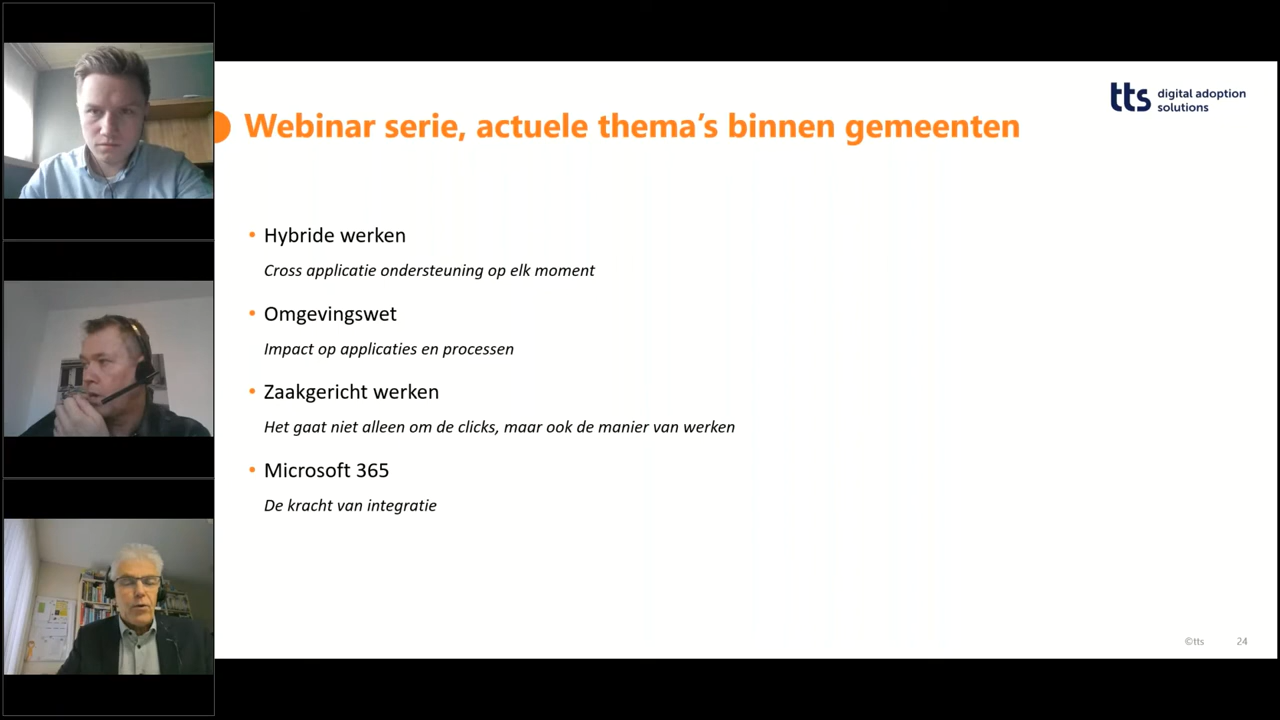 tts digital adoption
solutions
Webinar serie, actuele thema's binnen gemeenten
• Hybride werken
Cross applicatie ondersteuning op elk moment
• Omgevingswet
Impact op applicaties en processen
• Zaakgericht werken
Het gaat niet alleen om de clicks, maar ook de manier van werken
• Microsoft 365
De kracht van integratie
©tts 24